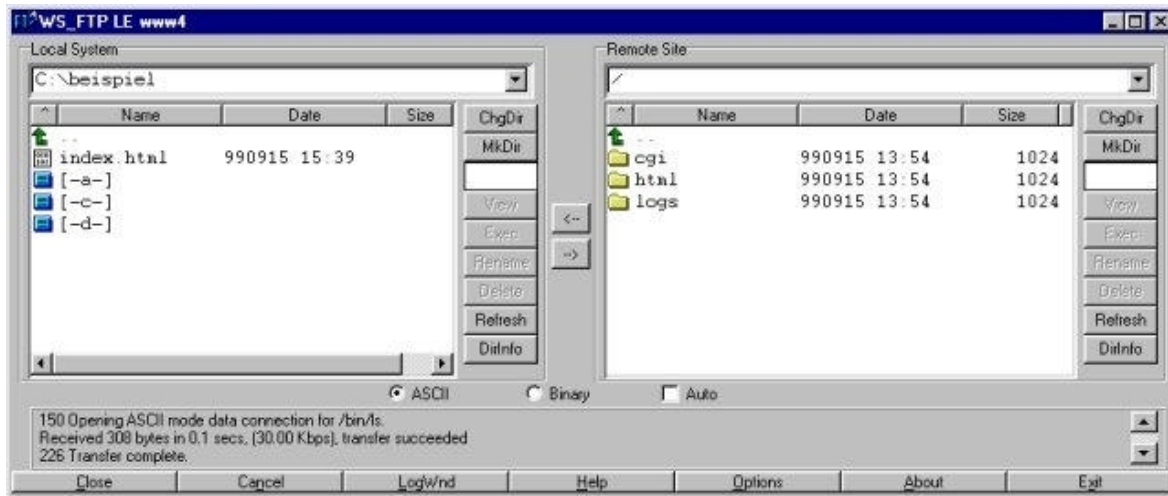 WS_FTP LE www4
Local System
C:\beispiel
^ Name Date Size
..
index.html 990915 15:39
[-a-]
[-c-]
[-d-]
ChgDir
MkDir
View
Exec
Rename
Delete
Refresh
DirInfo
<--
-->
Remote Site
/
^ Name Date Size
..
cgi 990915 13:54 1024
html 990915 13:54 1024
logs 990915 13:54 1024
ChgDir
MkDir
View
Exec
Rename
Delete
Refresh
DirInfo
ASCII Binary Auto
150 Opening ASCII mode data connection for /bin/ls.
Received 308 bytes in 0.1 secs, (30.00 Kbps), transfer succeeded
226 Transfer complete.
Close Cancel LogWnd Help Options About Exit